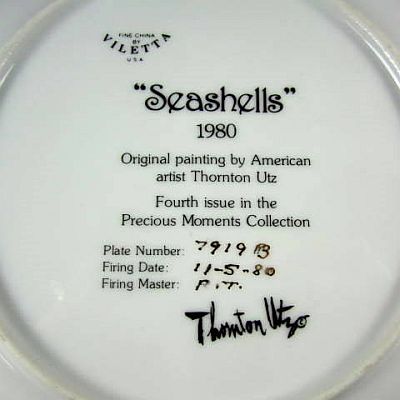 FINE CHINA
BY
VILETTA
U.S.A.
"Seashells"
1980
Original painting by American
artist Thornton Utz
Fourth issue in the
Precious Moments Collection
Plate Number: 7919 B
Firing Date: 11-5-80
Firing Master: P.T.
Thornton Utz©